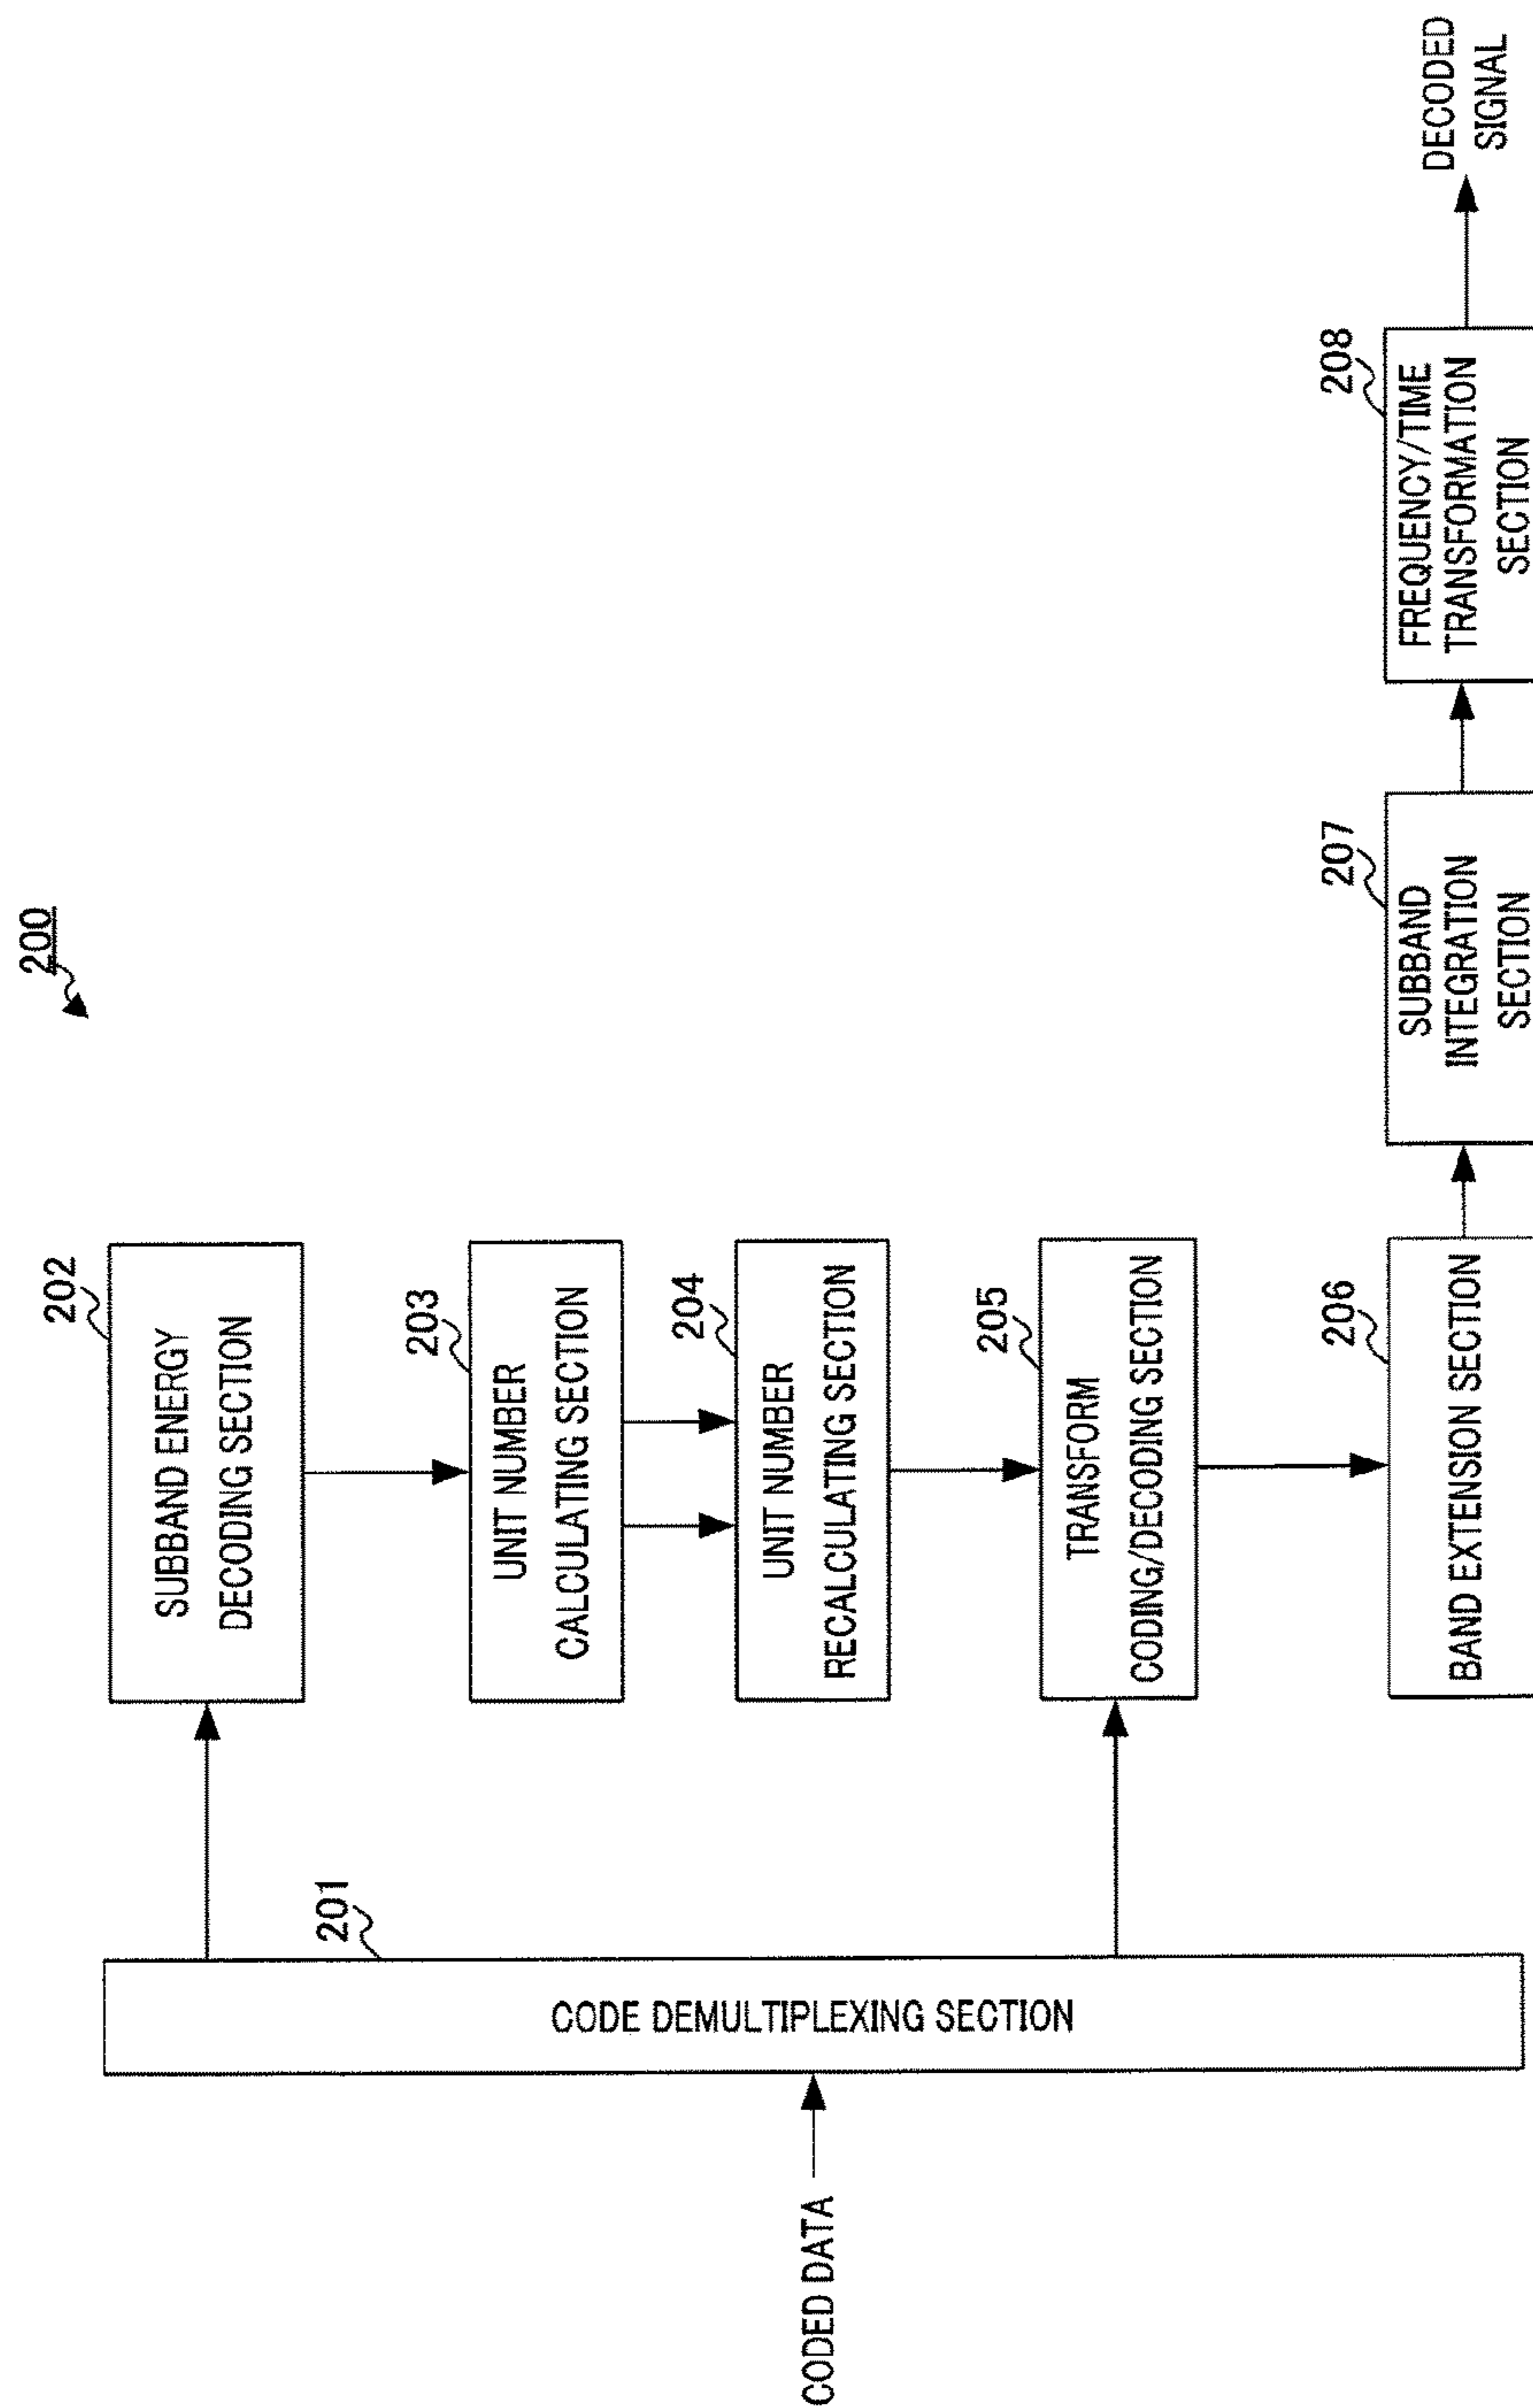 200
CODED DATA
201
CODE DEMULTIPLEXING SECTION
202
SUBBAND ENERGY
DECODING SECTION
203
UNIT NUMBER
CALCULATING SECTION
204
UNIT NUMBER
RECALCULATING SECTION
205
TRANSFORM
CODING/DECODING SECTION
206
BAND EXTENSION SECTION
207
SUBBAND
INTEGRATION
SECTION
208
FREQUENCY/TIME
TRANSFORMATION
SECTION
DECODED
SIGNAL